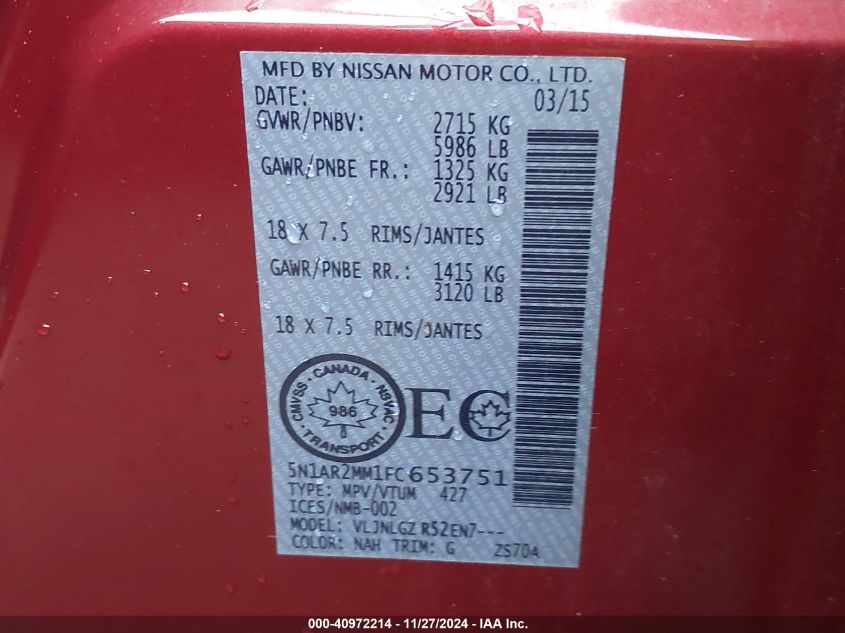 MFD BY NISSAN MOTOR CO., LTD.
DATE: 03/15
GVWR/PNBV: 2715 KG
5986 LB
GAWR/PNBE FR.: 1325 KG
2921 LB
18 X 7.5 RIMS/JANTES
GAWR/PNBE RR.: 1415 KG
3120 LB
18 X 7.5 RIMS/JANTES
CMVSS · CANADA · NSVAC
986
· TRANSPORT ·
EC
5N1AR2MM1FC653751
TYPE: MPV/VTUM 427
ICES/NMB-002
MODEL: VLJNLGZ R52EN7---
COLOR: NAH TRIM: G ZS704
000-40972214 - 11/27/2024 - IAA Inc.